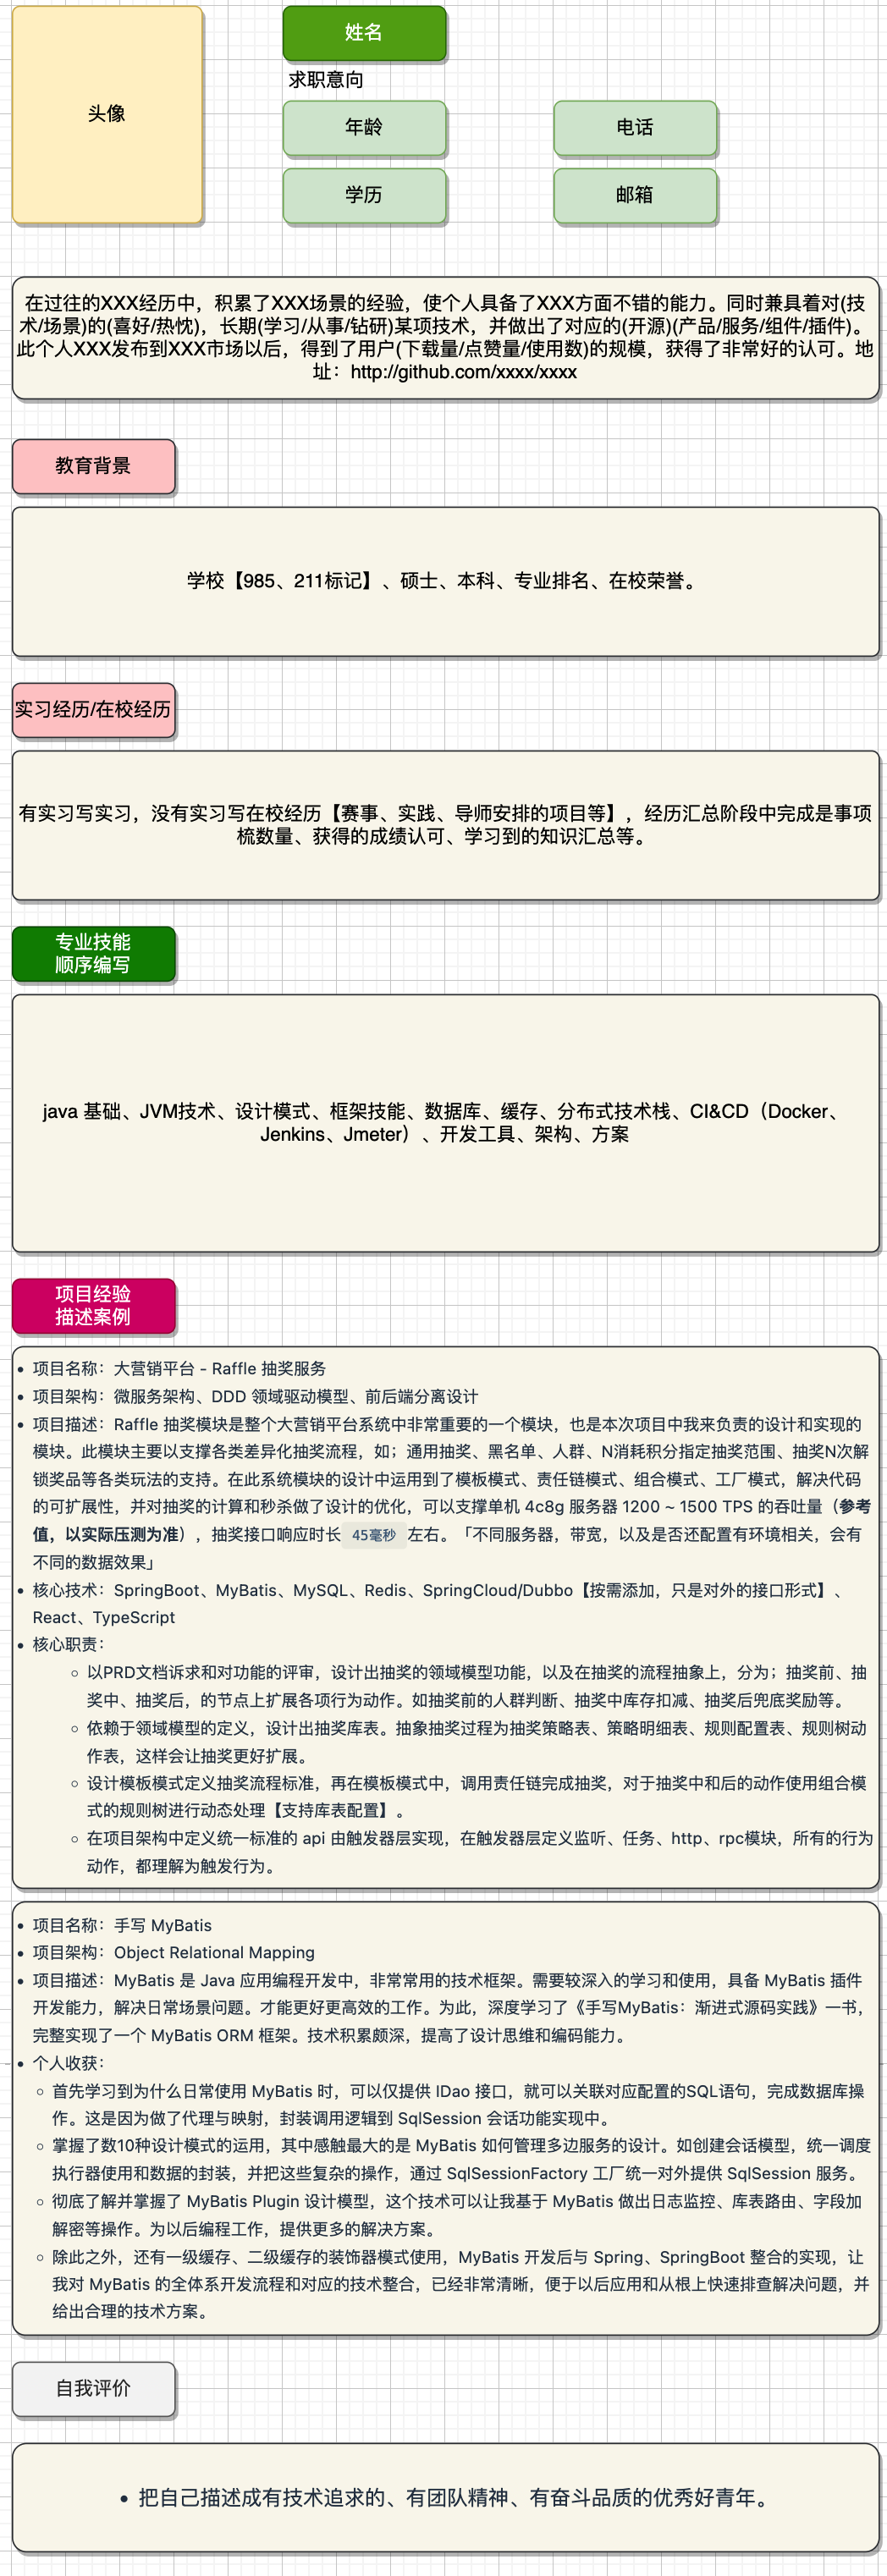 头像
姓名
求职意向
年龄
电话
学历
邮箱
在过往的XXX经历中，积累了XXX场景的经验，使个人具备了XXX方面不错的能力。同时兼具着对(技
术/场景)的(喜好/热忱)，长期(学习/从事/钻研)某项技术，并做出了对应的(开源)(产品/服务/组件/插件)。
此个人XXX发布到XXX市场以后，得到了用户(下载量/点赞量/使用数)的规模，获得了非常好的认可。地
址：http://github.com/xxxx/xxxx
教育背景
学校【985、211标记】、硕士、本科、专业排名、在校荣誉。
实习经历/在校经历
有实习写实习，没有实习写在校经历【赛事、实践、导师安排的项目等】，经历汇总阶段中完成是事项
梳数量、获得的成绩认可、学习到的知识汇总等。
专业技能
顺序编写
java 基础、JVM技术、设计模式、框架技能、数据库、缓存、分布式技术栈、CI&CD（Docker、
Jenkins、Jmeter）、开发工具、架构、方案
项目经验
描述案例
• 项目名称：大营销平台 - Raffle 抽奖服务
• 项目架构：微服务架构、DDD 领域驱动模型、前后端分离设计
• 项目描述：Raffle 抽奖模块是整个大营销平台系统中非常重要的一个模块，也是本次项目中我来负责的设计和实现的
模块。此模块主要以支撑各类差异化抽奖流程，如；通用抽奖、黑名单、人群、N消耗积分指定抽奖范围、抽奖N次解
锁奖品等各类玩法的支持。在此系统模块的设计中运用到了模板模式、责任链模式、组合模式、工厂模式，解决代码
的可扩展性，并对抽奖的计算和秒杀做了设计的优化，可以支撑单机 4c8g 服务器 1200 ~ 1500 TPS 的吞吐量（参考
值，以实际压测为准），抽奖接口响应时长 45毫秒 左右。「不同服务器，带宽，以及是否还配置有环境相关，会有
不同的数据效果」
• 核心技术：SpringBoot、MyBatis、MySQL、Redis、SpringCloud/Dubbo【按需添加，只是对外的接口形式】、
React、TypeScript
• 核心职责：
◦ 以PRD文档诉求和对功能的评审，设计出抽奖的领域模型功能，以及在抽奖的流程抽象上，分为；抽奖前、抽
奖中、抽奖后，的节点上扩展各项行为动作。如抽奖前的人群判断、抽奖中库存扣减、抽奖后兜底奖励等。
◦ 依赖于领域模型的定义，设计出抽奖库表。抽象抽奖过程为抽奖策略表、策略明细表、规则配置表、规则树动
作表，这样会让抽奖更好扩展。
◦ 设计模板模式定义抽奖流程标准，再在模板模式中，调用责任链完成抽奖，对于抽奖中和后的动作使用组合模
式的规则树进行动态处理【支持库表配置】。
◦ 在项目架构中定义统一标准的 api 由触发器层实现，在触发器层定义监听、任务、http、rpc模块，所有的行为
动作，都理解为触发行为。
• 项目名称：手写 MyBatis
• 项目架构：Object Relational Mapping
• 项目描述：MyBatis 是 Java 应用编程开发中，非常常用的技术框架。需要较深入的学习和使用，具备 MyBatis 插件
开发能力，解决日常场景问题。才能更好更高效的工作。为此，深度学习了《手写MyBatis：渐进式源码实践》一书，
完整实现了一个 MyBatis ORM 框架。技术积累颇深，提高了设计思维和编码能力。
• 个人收获：
◦ 首先学习到为什么日常使用 MyBatis 时，可以仅提供 IDao 接口，就可以关联对应配置的SQL语句，完成数据库操
作。这是因为做了代理与映射，封装调用逻辑到 SqlSession 会话功能实现中。
◦ 掌握了数10种设计模式的运用，其中感触最大的是 MyBatis 如何管理多边服务的设计。如创建会话模型，统一调度
执行器使用和数据的封装，并把这些复杂的操作，通过 SqlSessionFactory 工厂统一对外提供 SqlSession 服务。
◦ 彻底了解并掌握了 MyBatis Plugin 设计模型，这个技术可以让我基于 MyBatis 做出日志监控、库表路由、字段加
解密等操作。为以后编程工作，提供更多的解决方案。
◦ 除此之外，还有一级缓存、二级缓存的装饰器模式使用，MyBatis 开发后与 Spring、SpringBoot 整合的实现，让
我对 MyBatis 的全体系开发流程和对应的技术整合，已经非常清晰，便于以后应用和从根上快速排查解决问题，并
给出合理的技术方案。
自我评价
• 把自己描述成有技术追求的、有团队精神、有奋斗品质的优秀好青年。